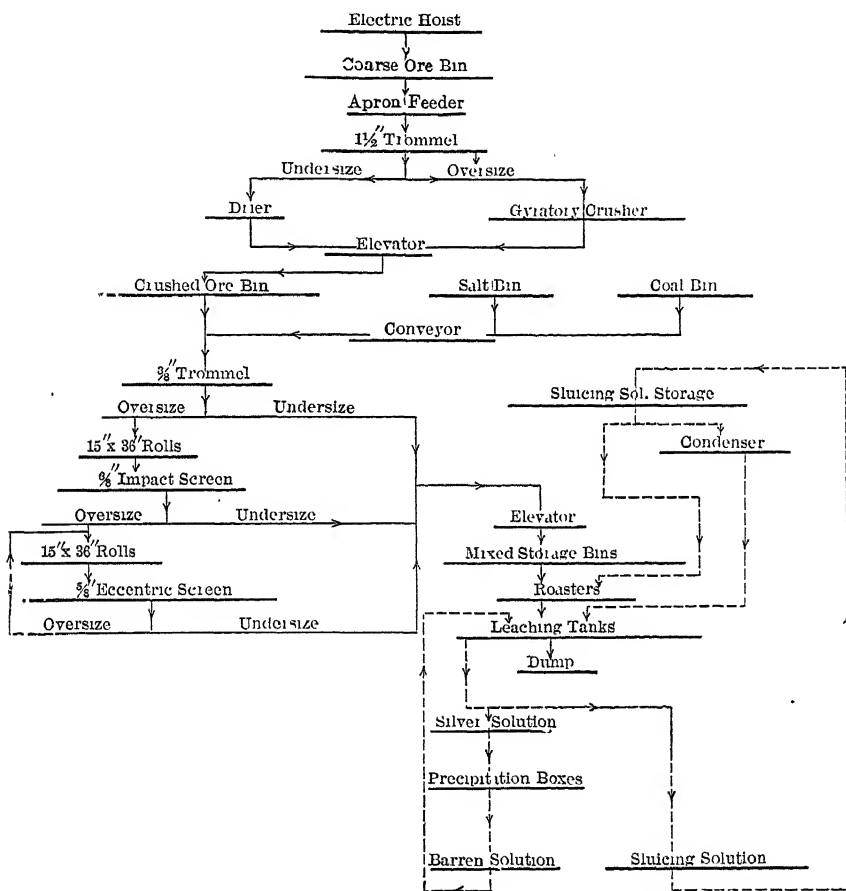 Electric Hoist
Coarse Ore Bin
Apron Feeder
1½" Trommel
Undersize Oversize
Drier Gyratory Crusher
Elevator
Crushed Ore Bin Salt Bin Coal Bin
Conveyor
⅜" Trommel
Sluicing Sol. Storage
Oversize Undersize
15"x 36" Rolls Condenser
⅝" Impact Screen
Oversize Undersize
Elevator
15"x 36" Rolls Mixed Storage Bins
⅝" Eccentric Screen Roasters
Oversize Undersize Leaching Tanks
Dump
Silver Solution
Precipitation Boxes
Barren Solution Sluicing Solution